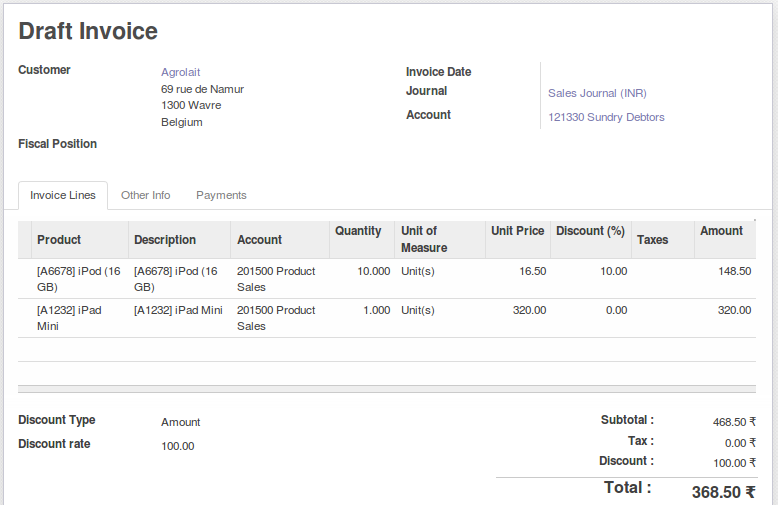 Draft Invoice
Customer
Agrolait
69 rue de Namur
1300 Wavre
Belgium
Invoice Date
Journal
Sales Journal (INR)
Account
121330 Sundry Debtors
Fiscal Position
Invoice Lines Other Info Payments
Product Description Account Quantity Unit of Measure Unit Price Discount (%) Taxes Amount
[A6678] iPod (16 [A6678] iPod (16 201500 Product 10.000 Unit(s) 16.50 10.00 148.50
GB) GB) Sales
[A1232] iPad [A1232] iPad Mini 201500 Product 1.000 Unit(s) 320.00 0.00 320.00
Mini Sales
Discount Type Amount
Discount rate 100.00
Subtotal : 468.50 ₹
Tax : 0.00 ₹
Discount : 100.00 ₹
Total : 368.50 ₹